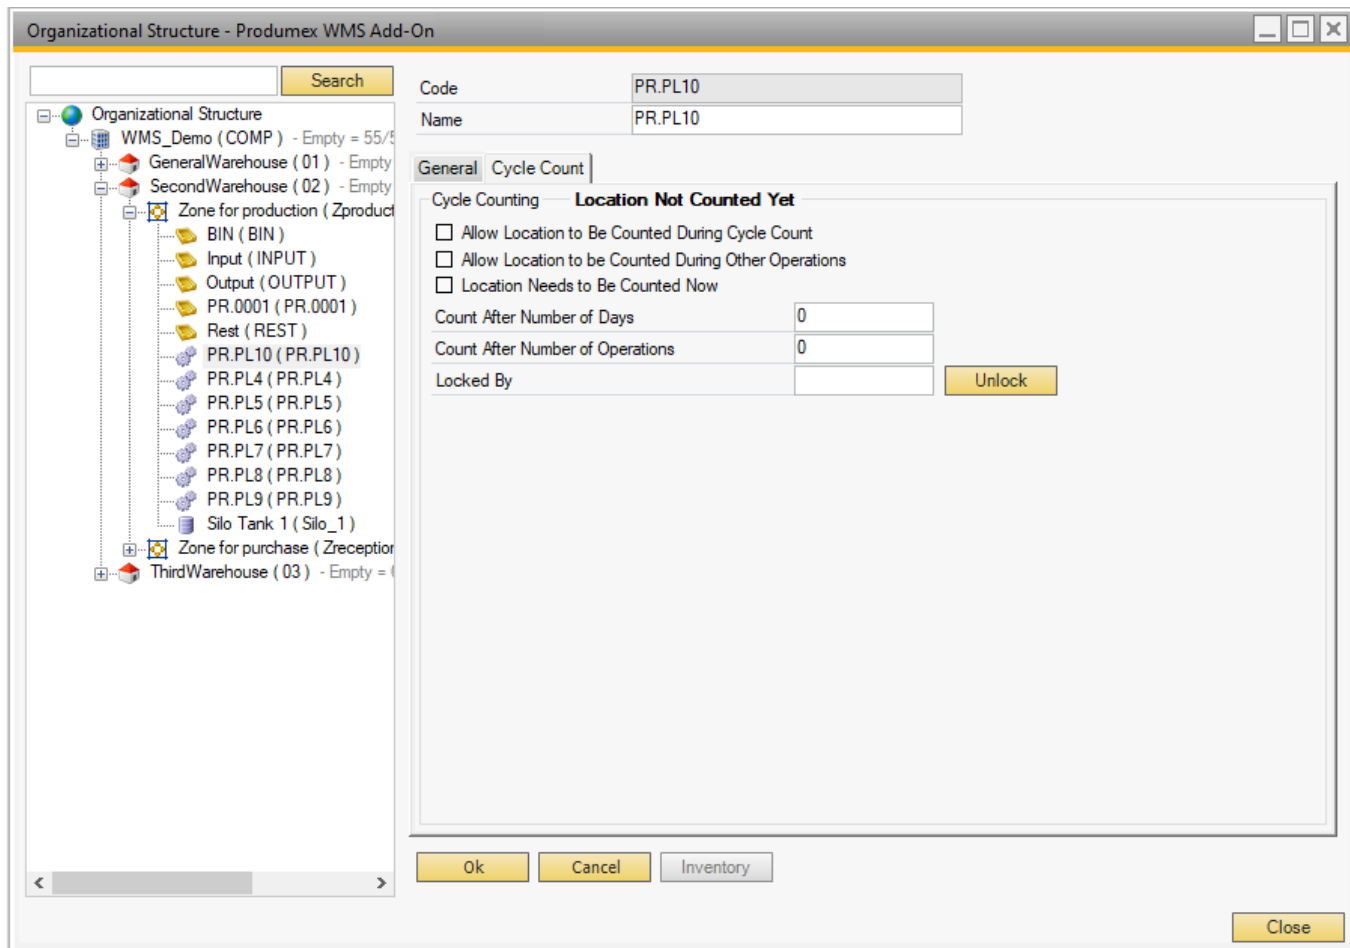 Organizational Structure - Produmex WMS Add-On
Search
Organizational Structure
WMS_Demo ( COMP ) - Empty = 55/5
GeneralWarehouse ( 01 ) - Empty
SecondWarehouse ( 02 ) - Empty
Zone for production ( Zproduct
BIN ( BIN )
Input ( INPUT )
Output ( OUTPUT )
PR.0001 ( PR.0001 )
Rest ( REST )
PR.PL10 ( PR.PL10 )
PR.PL4 ( PR.PL4 )
PR.PL5 ( PR.PL5 )
PR.PL6 ( PR.PL6 )
PR.PL7 ( PR.PL7 )
PR.PL8 ( PR.PL8 )
PR.PL9 ( PR.PL9 )
Silo Tank 1 ( Silo_1 )
Zone for purchase ( Zreception
ThirdWarehouse ( 03 ) - Empty =
Code PR.PL10
Name PR.PL10
General Cycle Count
Cycle Counting Location Not Counted Yet
Allow Location to Be Counted During Cycle Count
Allow Location to be Counted During Other Operations
Location Needs to Be Counted Now
Count After Number of Days 0
Count After Number of Operations 0
Locked By Unlock
Ok Cancel Inventory
Close